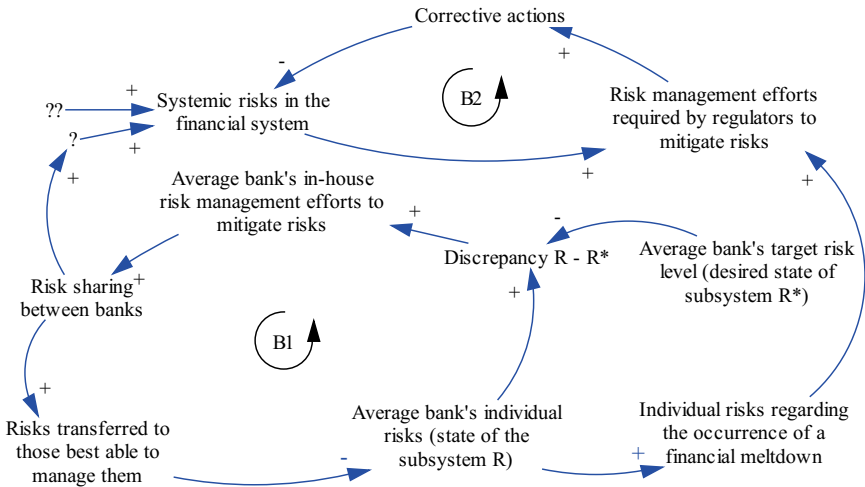 Corrective actions
-
+
??
+
Systemic risks in the
financial system
B2
Risk management efforts
required by regulators to
mitigate risks
?
+
+
+
+
Average bank's in-house
risk management efforts to
mitigate risks
+
-
Discrepancy R - R*
Average bank's target risk
level (desired state of
subsystem R*)
+
Risk sharing
between banks
+
B1
+
Risks transferred to
those best able to
manage them
-
Average bank's individual
risks (state of the
subsystem R)
+
Individual risks regarding
the occurrence of a
financial meltdown